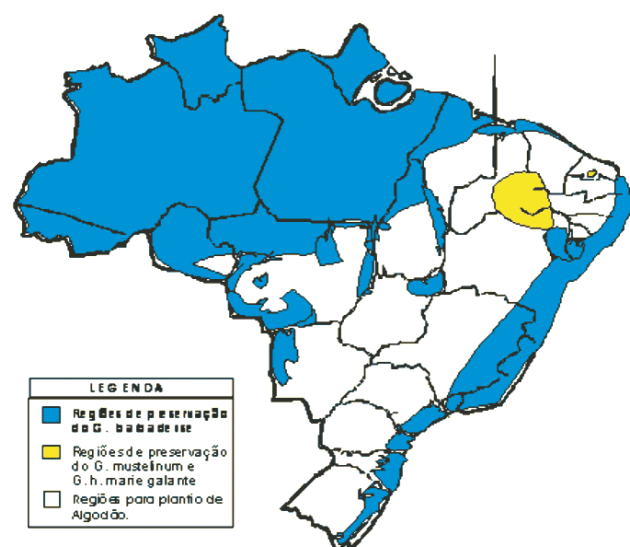 LEGENDA
Regiões de preservação
do G. barbadense
Regiões de preservação
do G. mustelinum e
G.h. marie galante
Regiões para plantio de
Algodão.